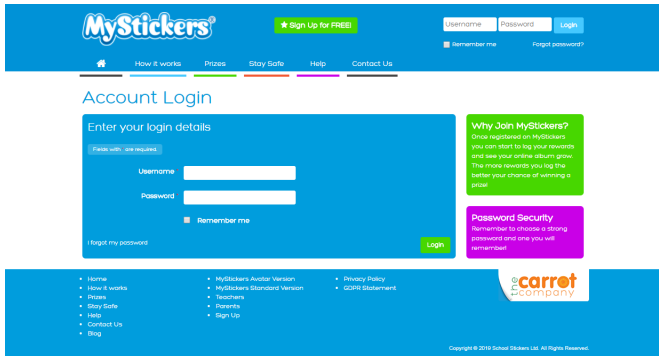 MyStickers®
Sign Up for FREE!
Username Password Login
Remember me Forgot password?
How it works Prizes Stay Safe Help Contact Us
Account Login
Enter your login details
Fields with are required.
Username
Password
Remember me
I forgot my password
Login
Why Join MyStickers?
Once registered on MyStickers
you can start to log your rewards
and see your online album grow.
The more rewards you log the
better your chance of winning a
prize!
Password Security
Remember to choose a strong
password and one you will
remember!
Home
How it works
Prizes
Stay Safe
Help
Contact Us
Blog
MyStickers Avatar Version
MyStickers Standard Version
Teachers
Parents
Sign Up
Privacy Policy
GDPR Statement
the carrot
company
Copyright © 2019 School Stickers Ltd. All Rights Reserved.